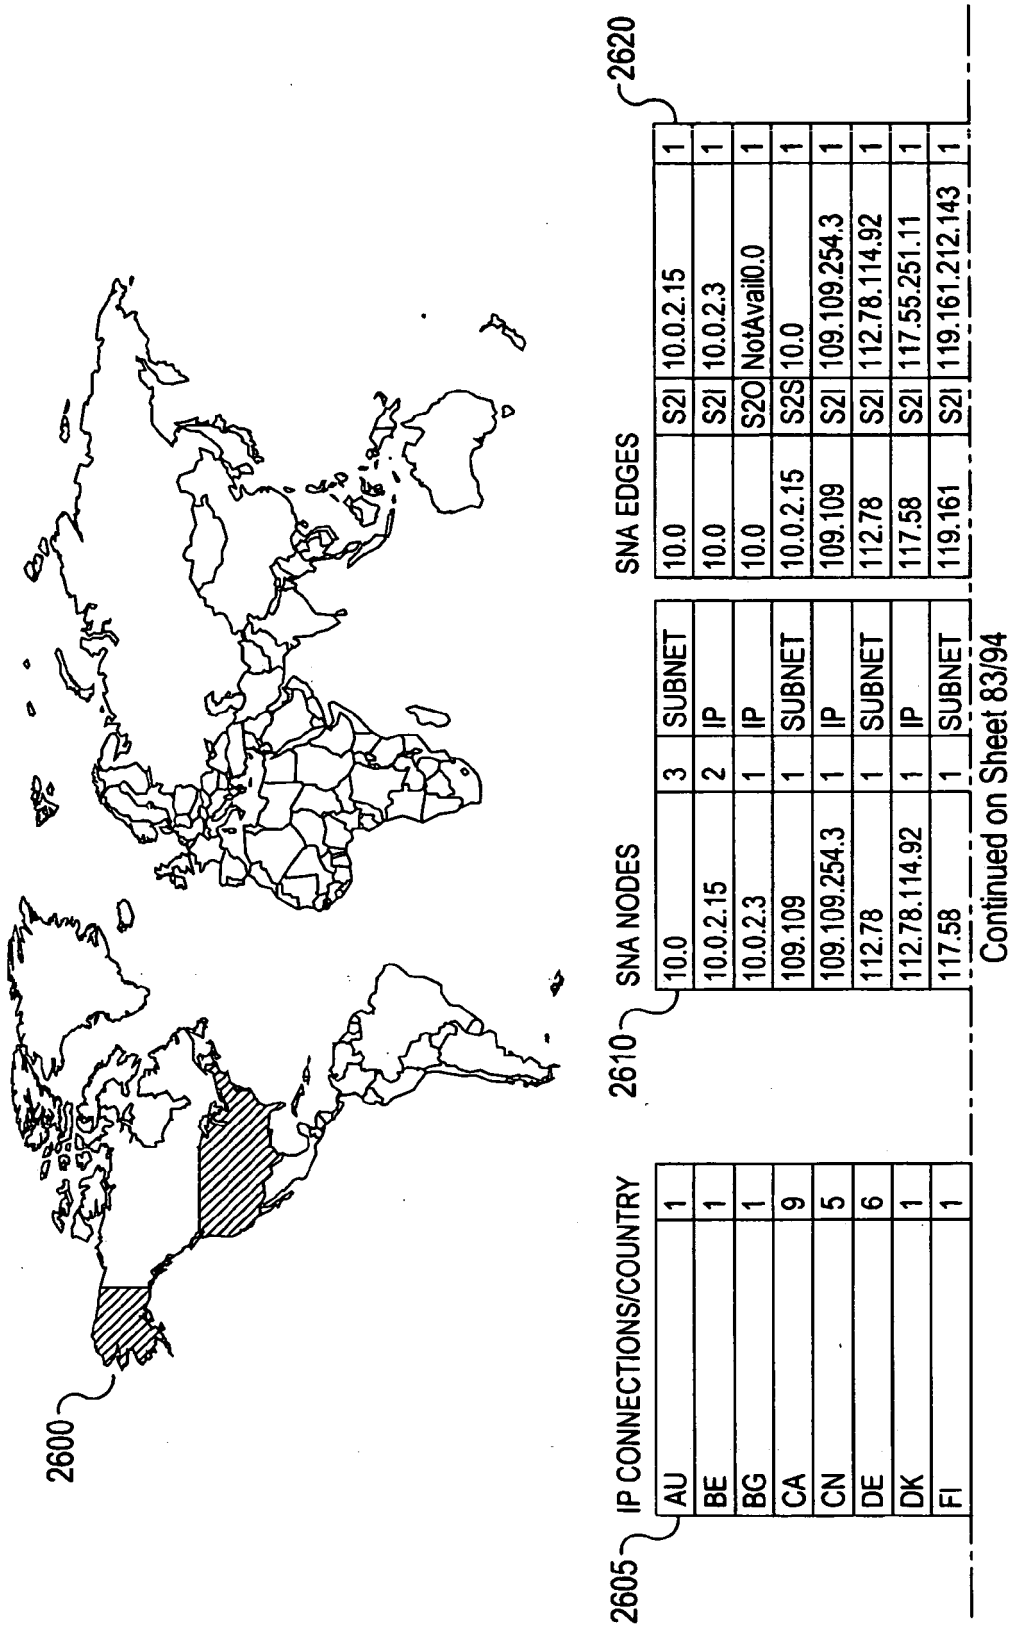 2600
2605
IP CONNECTIONS/COUNTRY
AU 1
BE 1
BG 1
CA 9
CN 5
DE 6
DK 1
FI 1
2610
SNA NODES
10.0 3 SUBNET
10.0.2.15 2 IP
10.0.2.3 1 IP
109.109 1 SUBNET
109.109.254.3 1 IP
112.78 1 SUBNET
112.78.114.92 1 IP
117.58 1 SUBNET
SNA EDGES
2620
10.0 S2I 10.0.2.15 1
10.0 S2I 10.0.2.3 1
10.0 S2O NotAvail0.0 1
10.0.2.15 S2S 10.0 1
109.109 S2I 109.109.254.3 1
112.78 S2I 112.78.114.92 1
117.58 S2I 117.55.251.11 1
119.161 S2I 119.161.212.143 1
Continued on Sheet 83/94